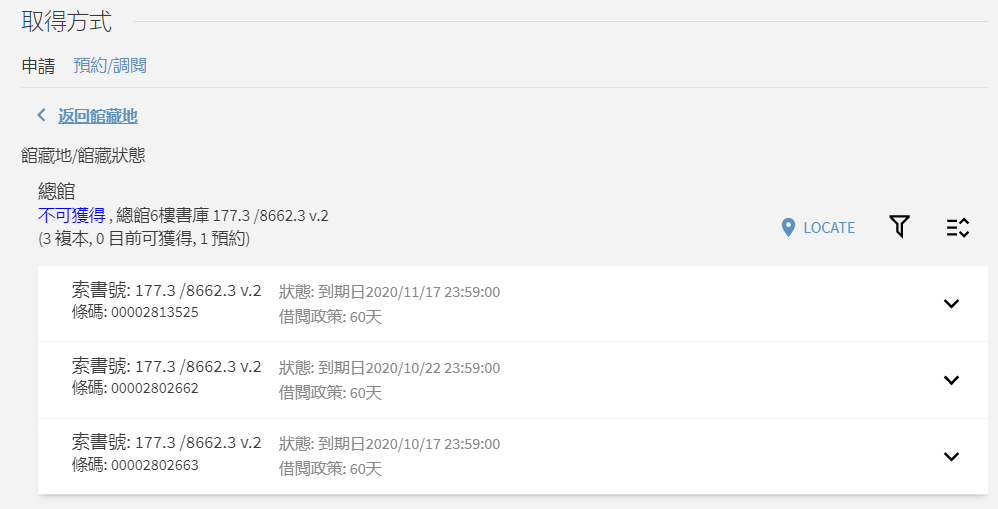 取得方式
申請 預約/調閱
返回館藏地
館藏地/館藏狀態
總館
不可獲得 , 總館6樓書庫 177.3 /8662.3 v.2
(3 複本, 0 目前可獲得, 1 預約)
LOCATE
索書號: 177.3 /8662.3 v.2 狀態: 到期日2020/11/17 23:59:00
條碼: 00002813525 借閱政策: 60天
索書號: 177.3 /8662.3 v.2 狀態: 到期日2020/10/22 23:59:00
條碼: 00002802662 借閱政策: 60天
索書號: 177.3 /8662.3 v.2 狀態: 到期日2020/10/17 23:59:00
條碼: 00002802663 借閱政策: 60天